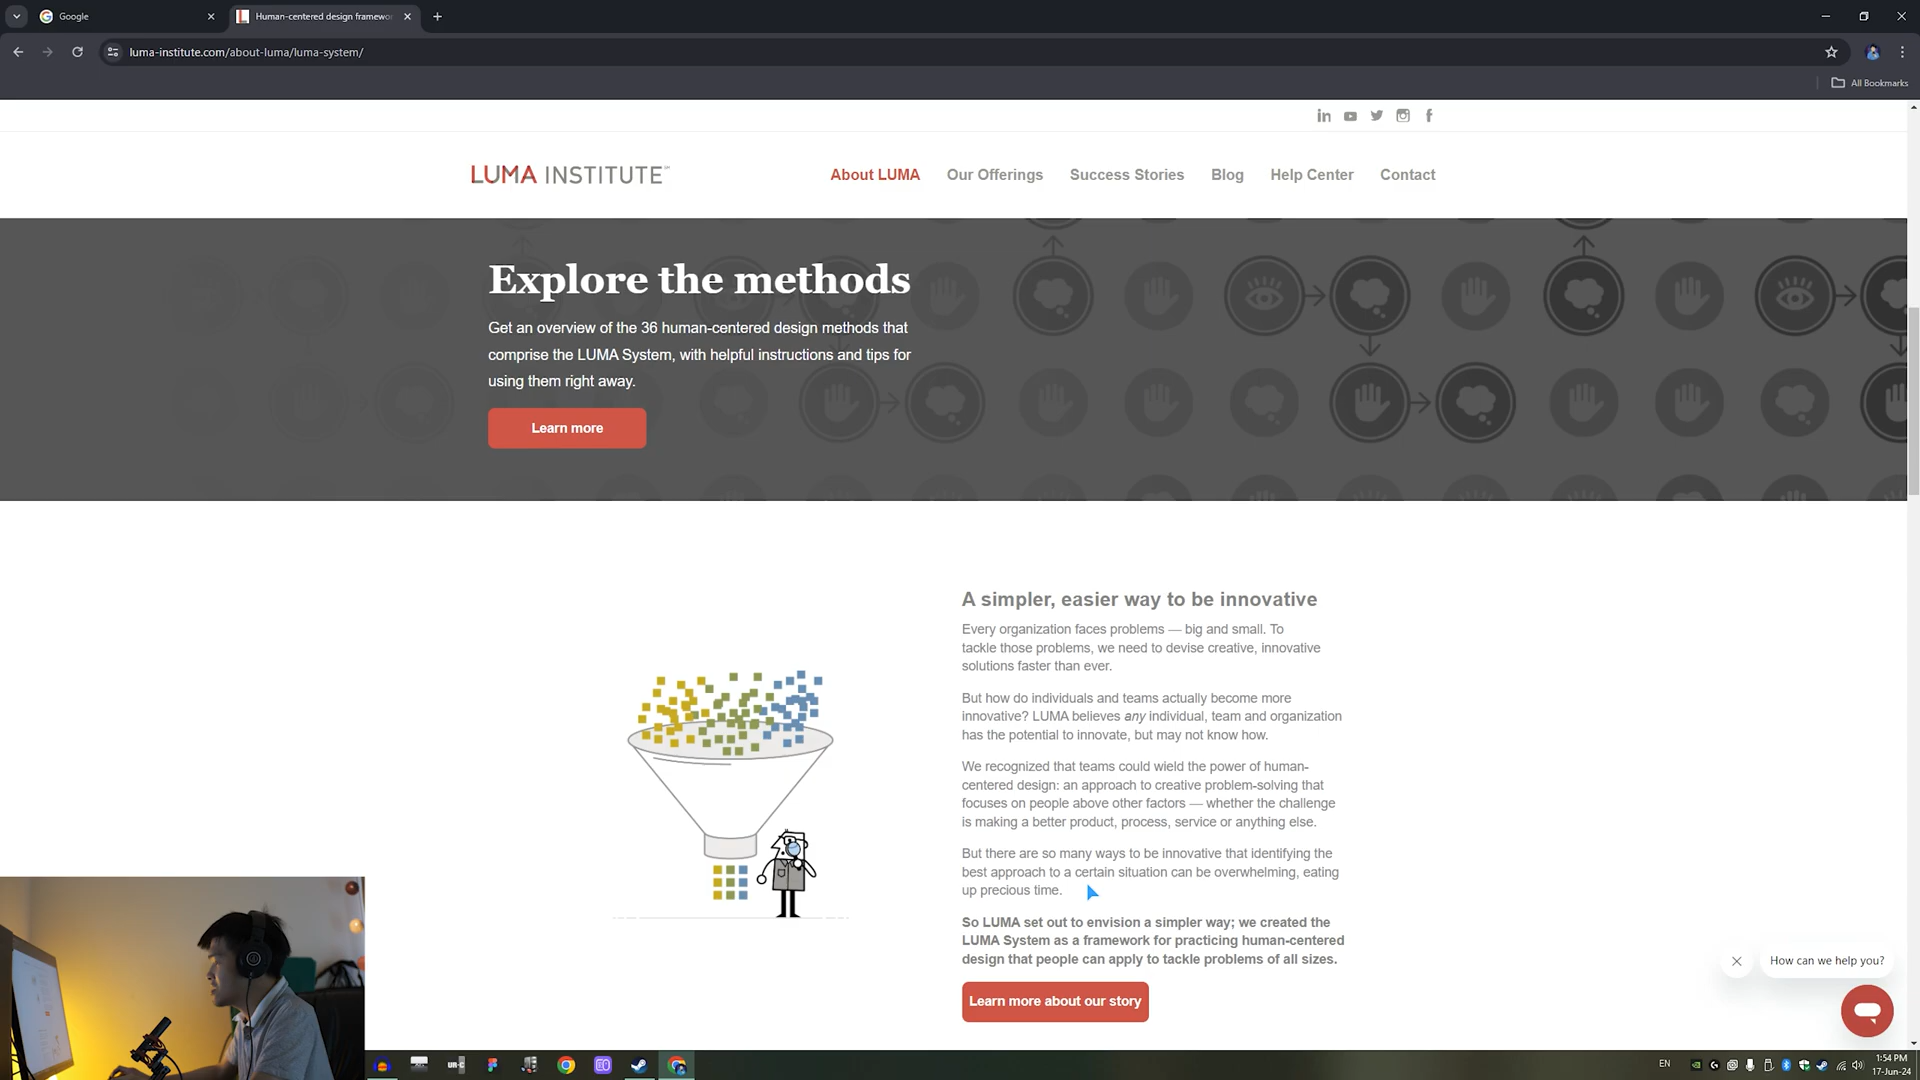 Google
Human-centered design framewo
luma-institute.com/about-luma/luma-system/
All Bookmarks
LUMA INSTITUTE
About LUMA
Our Offerings
Success Stories
Blog
Help Center
Contact
Explore the methods
Get an overview of the 36 human-centered design methods that
comprise the LUMA System, with helpful instructions and tips for
using them right away.
Learn more
A simpler, easier way to be innovative
Every organization faces problems — big and small. To
tackle those problems, we need to devise creative, innovative
solutions faster than ever.
But how do individuals and teams actually become more
innovative? LUMA believes any individual, team and organization
has the potential to innovate, but may not know how.
We recognized that teams could wield the power of human-
centered design: an approach to creative problem-solving that
focuses on people above other factors — whether the challenge
is making a better product, process, service or anything else.
But there are so many ways to be innovative that identifying the
best approach to a certain situation can be overwhelming, eating
up precious time.
So LUMA set out to envision a simpler way; we created the
LUMA System as a framework for practicing human-centered
design that people can apply to tackle problems of all sizes.
Learn more about our story
How can we help you?
EN
1:54 PM
17-Jun-24